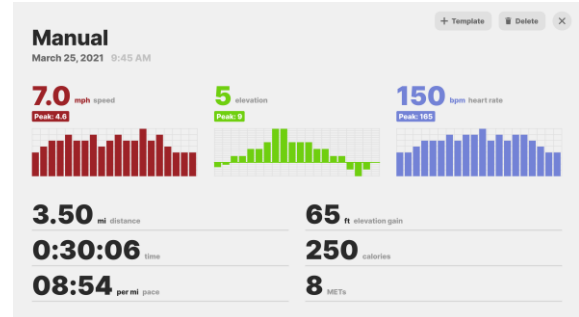 + Template
Delete
Manual
March 25, 2021 9:45 AM
7.0 mph speed
Peak: 4.6
5 elevation
Peak: 9
150 bpm heart rate
Peak: 165
3.50 mi distance
65 ft elevation gain
0:30:06 time
250 calories
08:54 per mi pace
8 METs